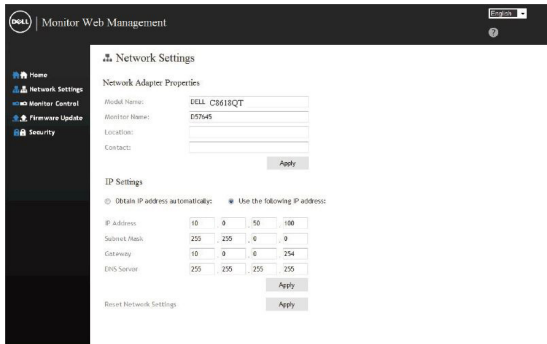 DELL | Monitor Web Management
English
?
Home
Network Settings
Monitor Control
Firmware Update
Security
Network Settings
Network Adapter Properties
Model Name: DELL C8618QT
Monitor Name: D57645
Location:
Contact:
Apply
IP Settings
Obtain IP address automatically: Use the following IP address:
IP Address 10 . 0 . 50 . 100
Subnet Mask 255 . 255 . 0 . 0
Gateway 10 . 0 . 0 . 254
DNS Server 255 . 255 . 255 . 255
Apply
Reset Network Settings Apply